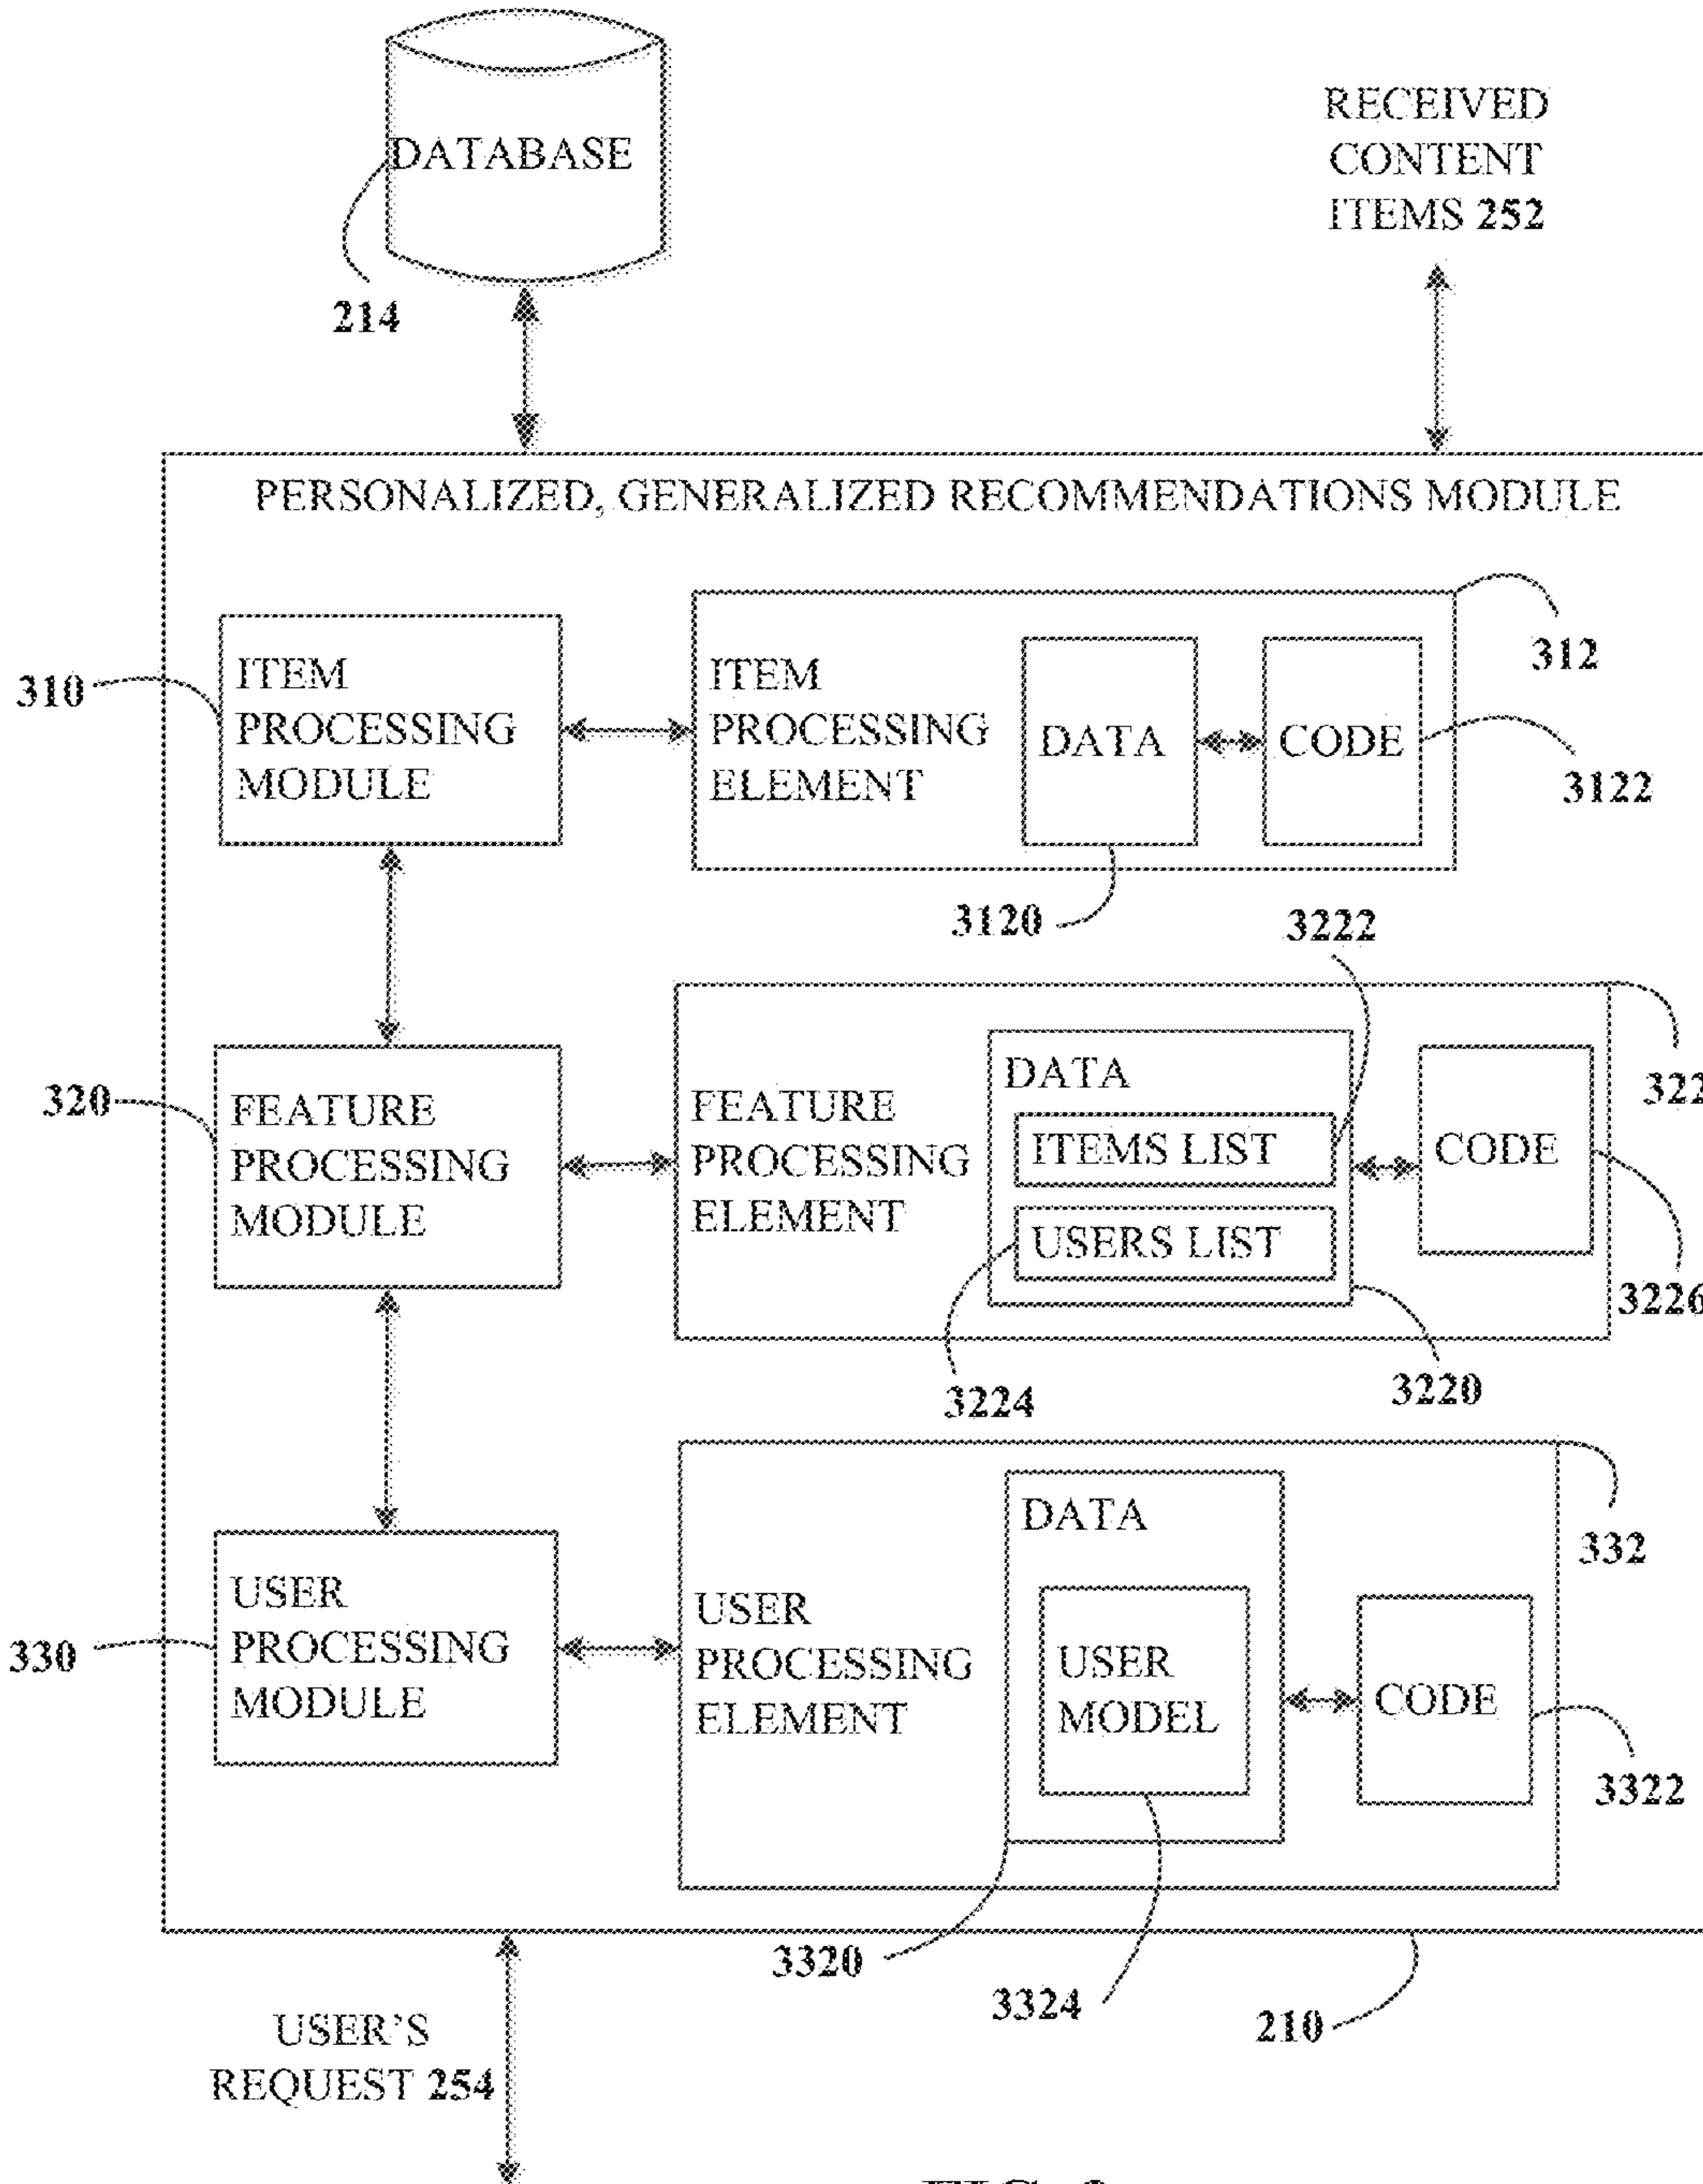 DATABASE
214
RECEIVED
CONTENT
ITEMS 252
PERSONALIZED, GENERALIZED RECOMMENDATIONS MODULE
310
ITEM
PROCESSING
MODULE
ITEM
PROCESSING
ELEMENT
DATA
CODE
312
3122
3120
3222
320
FEATURE
PROCESSING
MODULE
FEATURE
PROCESSING
ELEMENT
DATA
ITEMS LIST
USERS LIST
CODE
322
3226
3224
3220
330
USER
PROCESSING
MODULE
USER
PROCESSING
ELEMENT
DATA
USER
MODEL
CODE
332
3322
3320
3324
210
USER'S
REQUEST 254